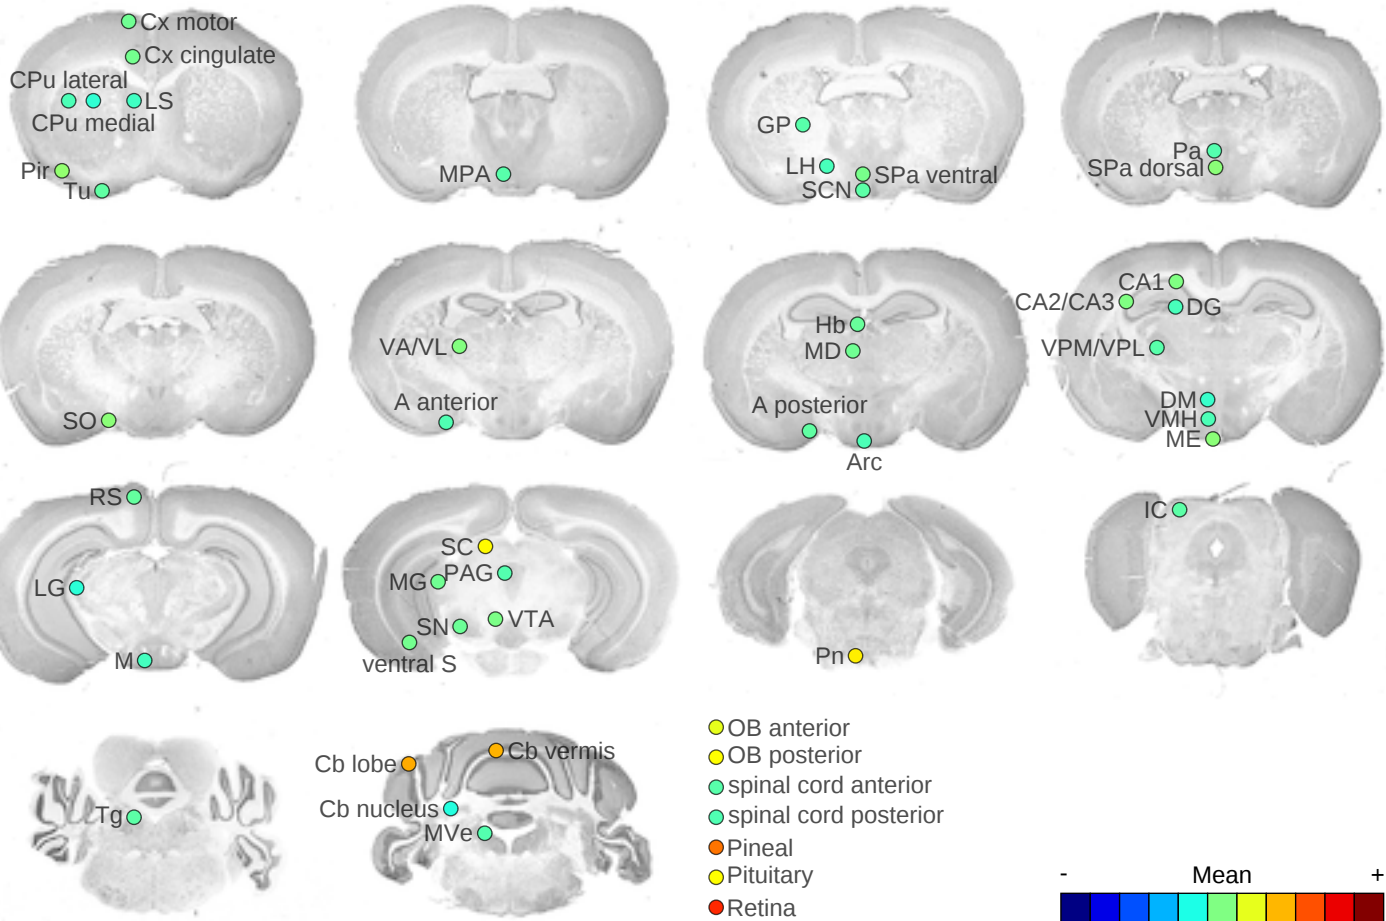 Cx motor
Cx cingulate
CPu lateral
LS
CPu medial
Pir
Tu
MPA
GP
LH
SPa ventral
SCN
Pa
SPa dorsal
SO
VA/VL
A anterior
Hb
MD
A posterior
Arc
CA1
CA2/CA3
DG
VPM/VPL
DM
VMH
ME
RS
LG
M
SC
PAG
MG
VTA
SN
ventral S
Pn
IC
Tg
Cb lobe
Cb vermis
Cb nucleus
MVe
OB anterior
OB posterior
spinal cord anterior
spinal cord posterior
Pineal
Pituitary
Retina
- Mean +